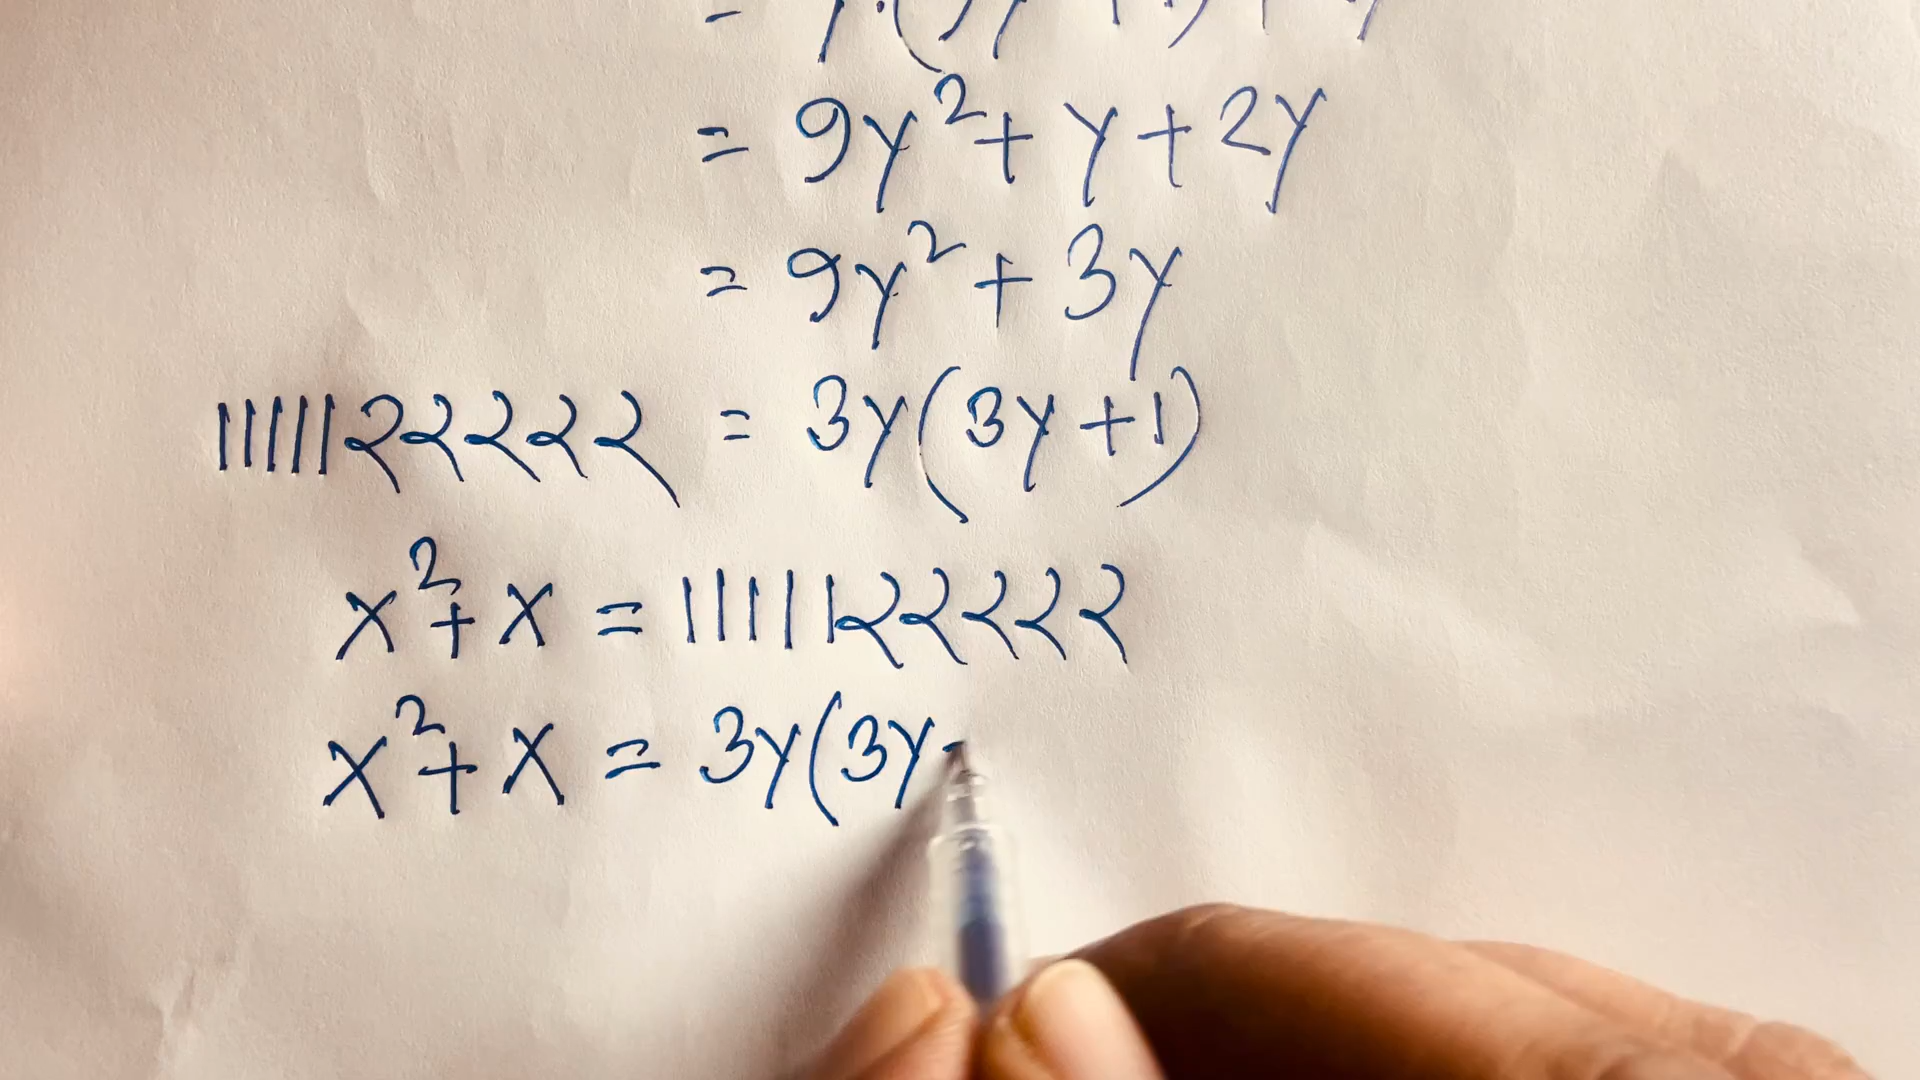 = 9y²+ y + 2y
= 9y² + 3y
1111122222 = 3y(3y+1)
x²+ x = 1111122222
x²+ x = 3y(3y